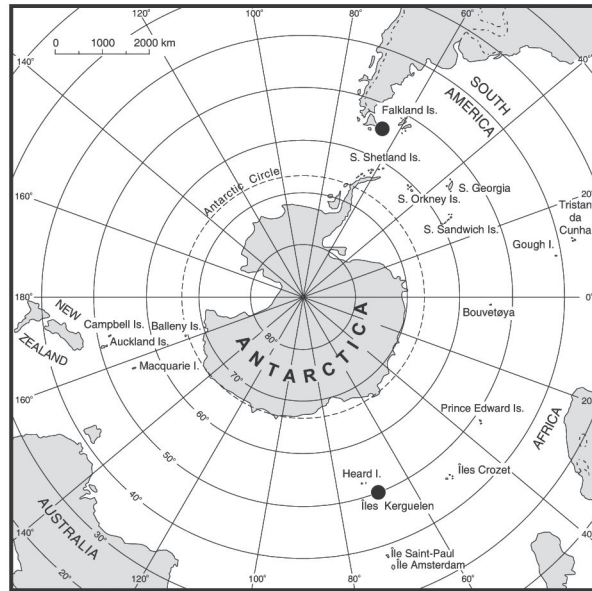 120°
100°
80°
60°
0 1000 2000 km
140°
40°
SOUTH
AMERICA
Falkland Is.
S. Shetland Is.
Antarctic Circle
S. Orkney Is.
S. Georgia
160°
20°
Tristan
da
Cunha
S. Sandwich Is.
Gough I.
180°
0°
NEW
ZEALAND
Campbell Is.
Balleny Is.
Auckland Is.
Macquarie I.
Bouvetøya
ANTARCTICA
80°
70°
60°
50°
40°
30°
20°
160°
20°
Prince Edward Is.
AFRICA
Heard I.
Îles Crozet
Îles Kerguelen
AUSTRALIA
140°
40°
Île Saint-Paul
Île Amsterdam
120°
100°
80°
60°